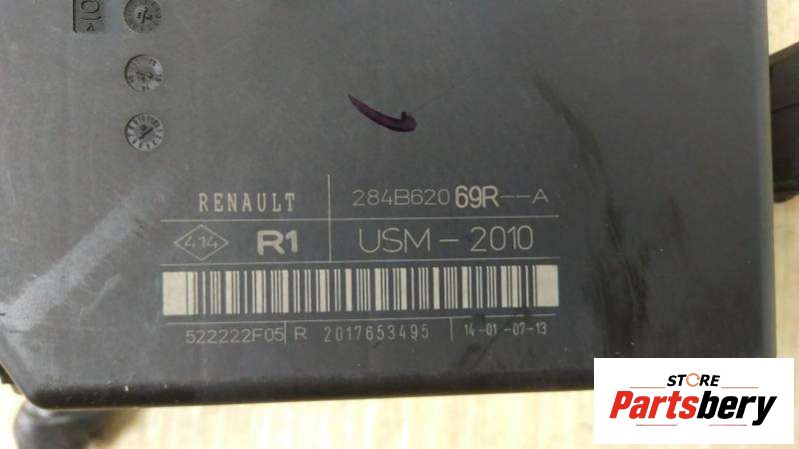 RENAULT 284B62069R--A
414 R1 USM-2010
522222F05 R 2017653495 14-01-07-13
STORE
Partsbery